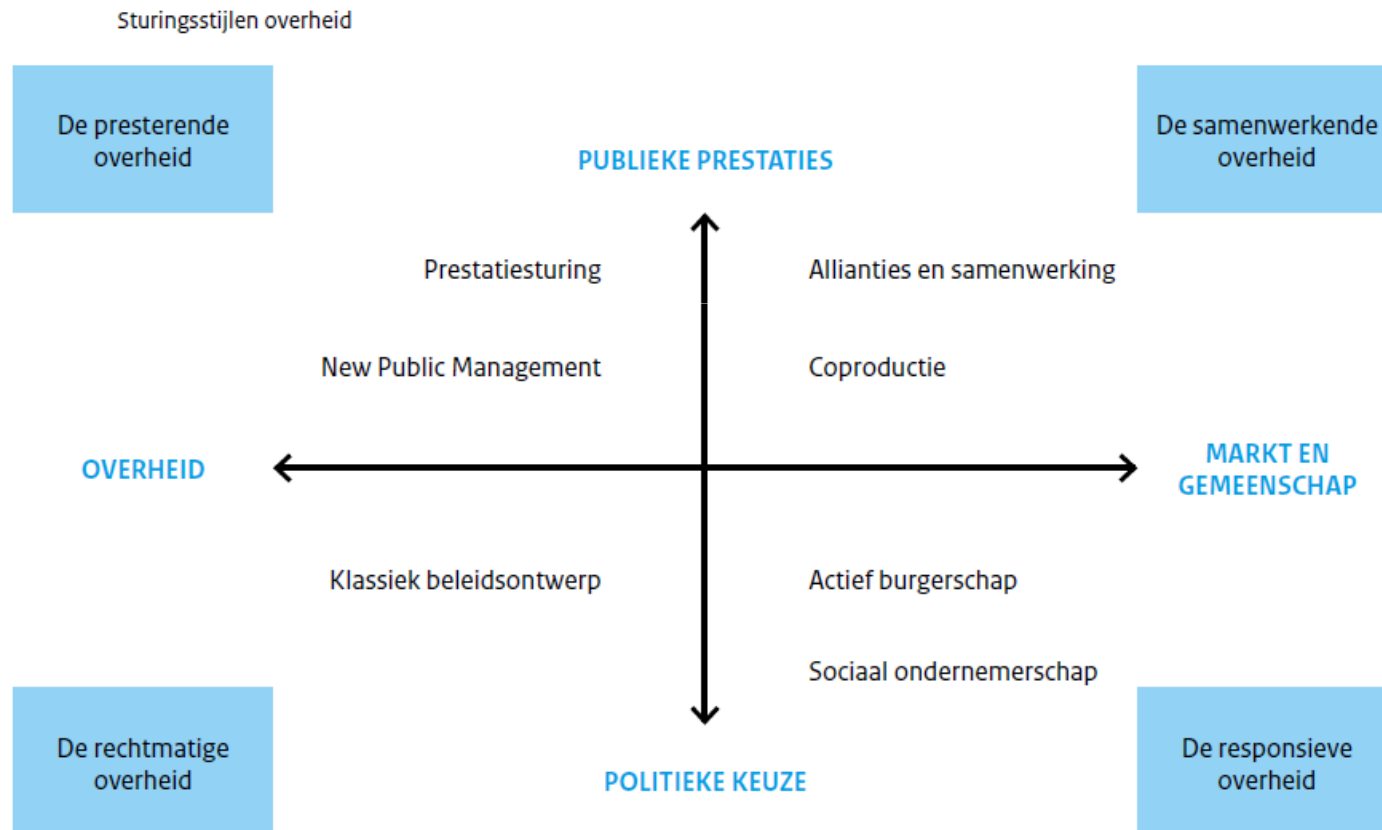 Sturingsstijlen overheid
De presterende
overheid
De samenwerkende
overheid
PUBLIEKE PRESTATIES
Prestatiesturing
Allianties en samenwerking
New Public Management
Coproductie
OVERHEID
MARKT EN
GEMEENSCHAP
Klassiek beleidsontwerp
Actief burgerschap
Sociaal ondernemerschap
De rechtmatige
overheid
POLITIEKE KEUZE
De responsieve
overheid